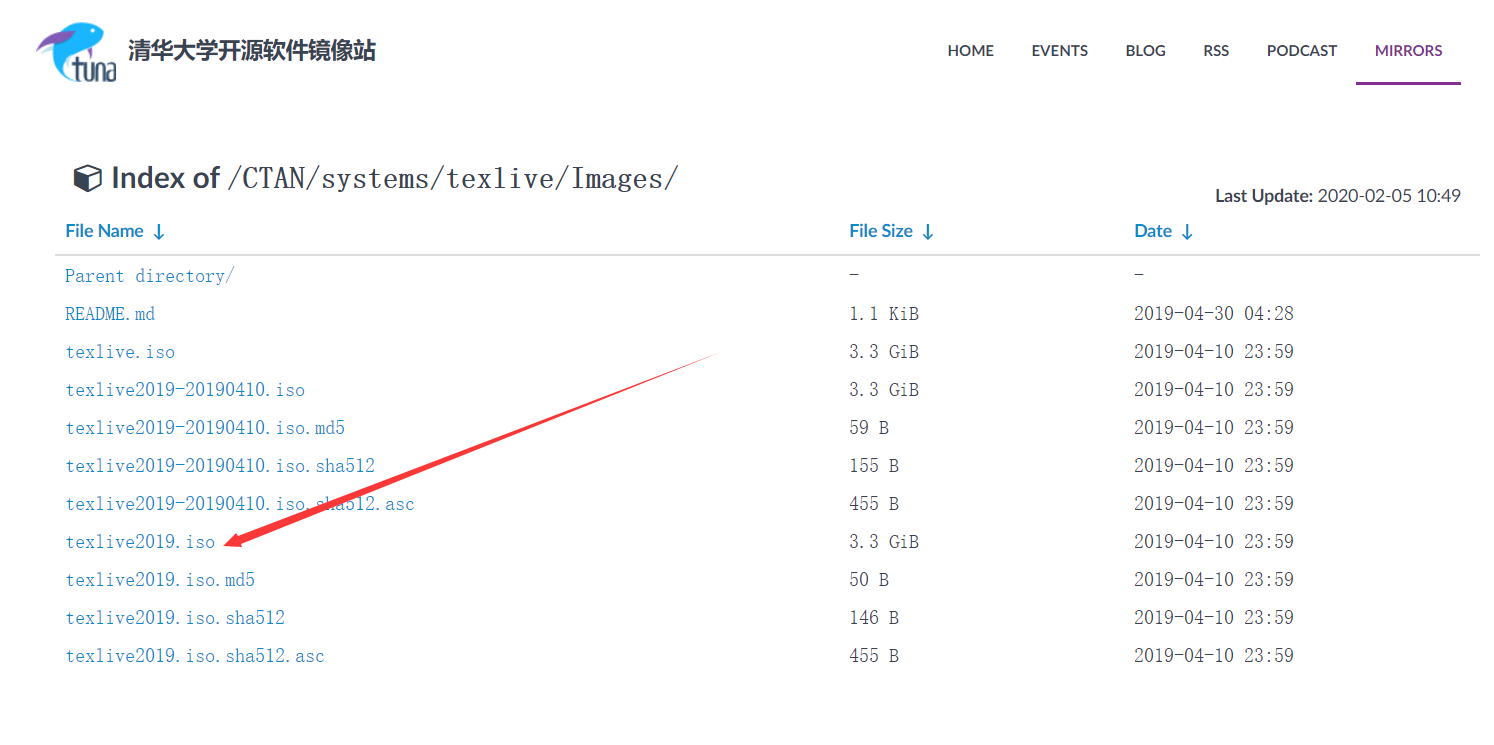 tuna 清华大学开源软件镜像站 HOME EVENTS BLOG RSS PODCAST MIRRORS
Index of /CTAN/systems/texlive/Images/
Last Update: 2020-02-05 10:49
File Name ↓ File Size ↓ Date ↓
Parent directory/ - -
README.md 1.1 KiB 2019-04-30 04:28
texlive.iso 3.3 GiB 2019-04-10 23:59
texlive2019-20190410.iso 3.3 GiB 2019-04-10 23:59
texlive2019-20190410.iso.md5 59 B 2019-04-10 23:59
texlive2019-20190410.iso.sha512 155 B 2019-04-10 23:59
texlive2019-20190410.iso.sha512.asc 455 B 2019-04-10 23:59
texlive2019.iso 3.3 GiB 2019-04-10 23:59
texlive2019.iso.md5 50 B 2019-04-10 23:59
texlive2019.iso.sha512 146 B 2019-04-10 23:59
texlive2019.iso.sha512.asc 455 B 2019-04-10 23:59